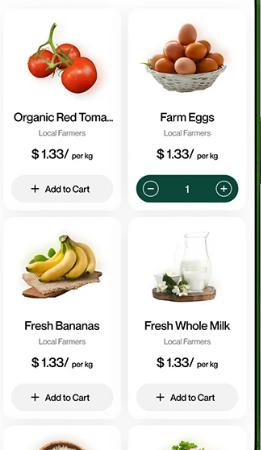 Organic Red Toma...
Local Farmers
$1.33/ per kg
+ Add to Cart
Farm Eggs
Local Farmers
$1.33/ per kg
− 1 +
Fresh Bananas
Local Farmers
$1.33/ per kg
+ Add to Cart
Fresh Whole Milk
Local Farmers
$1.33/ per kg
+ Add to Cart